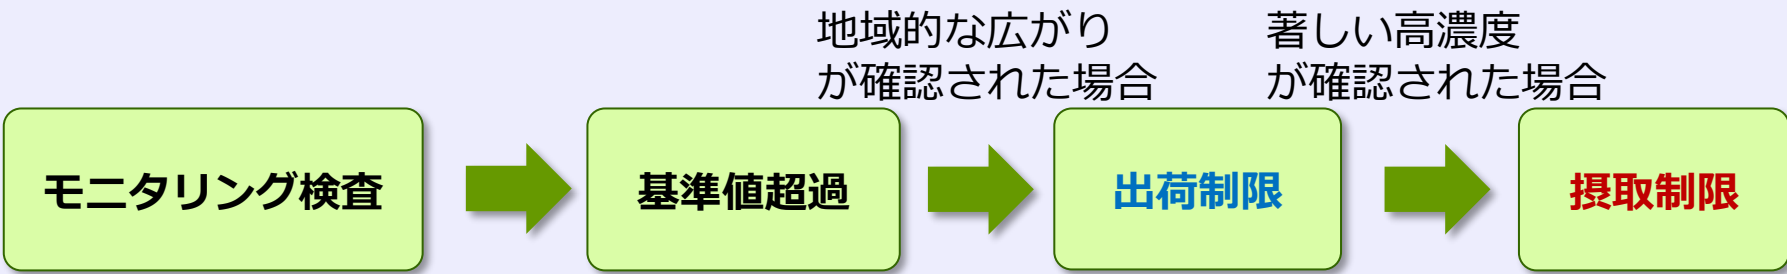 地域的な広がり
が確認された場合
著しい高濃度
が確認された場合
モニタリング検査
基準値超過
出荷制限
摂取制限